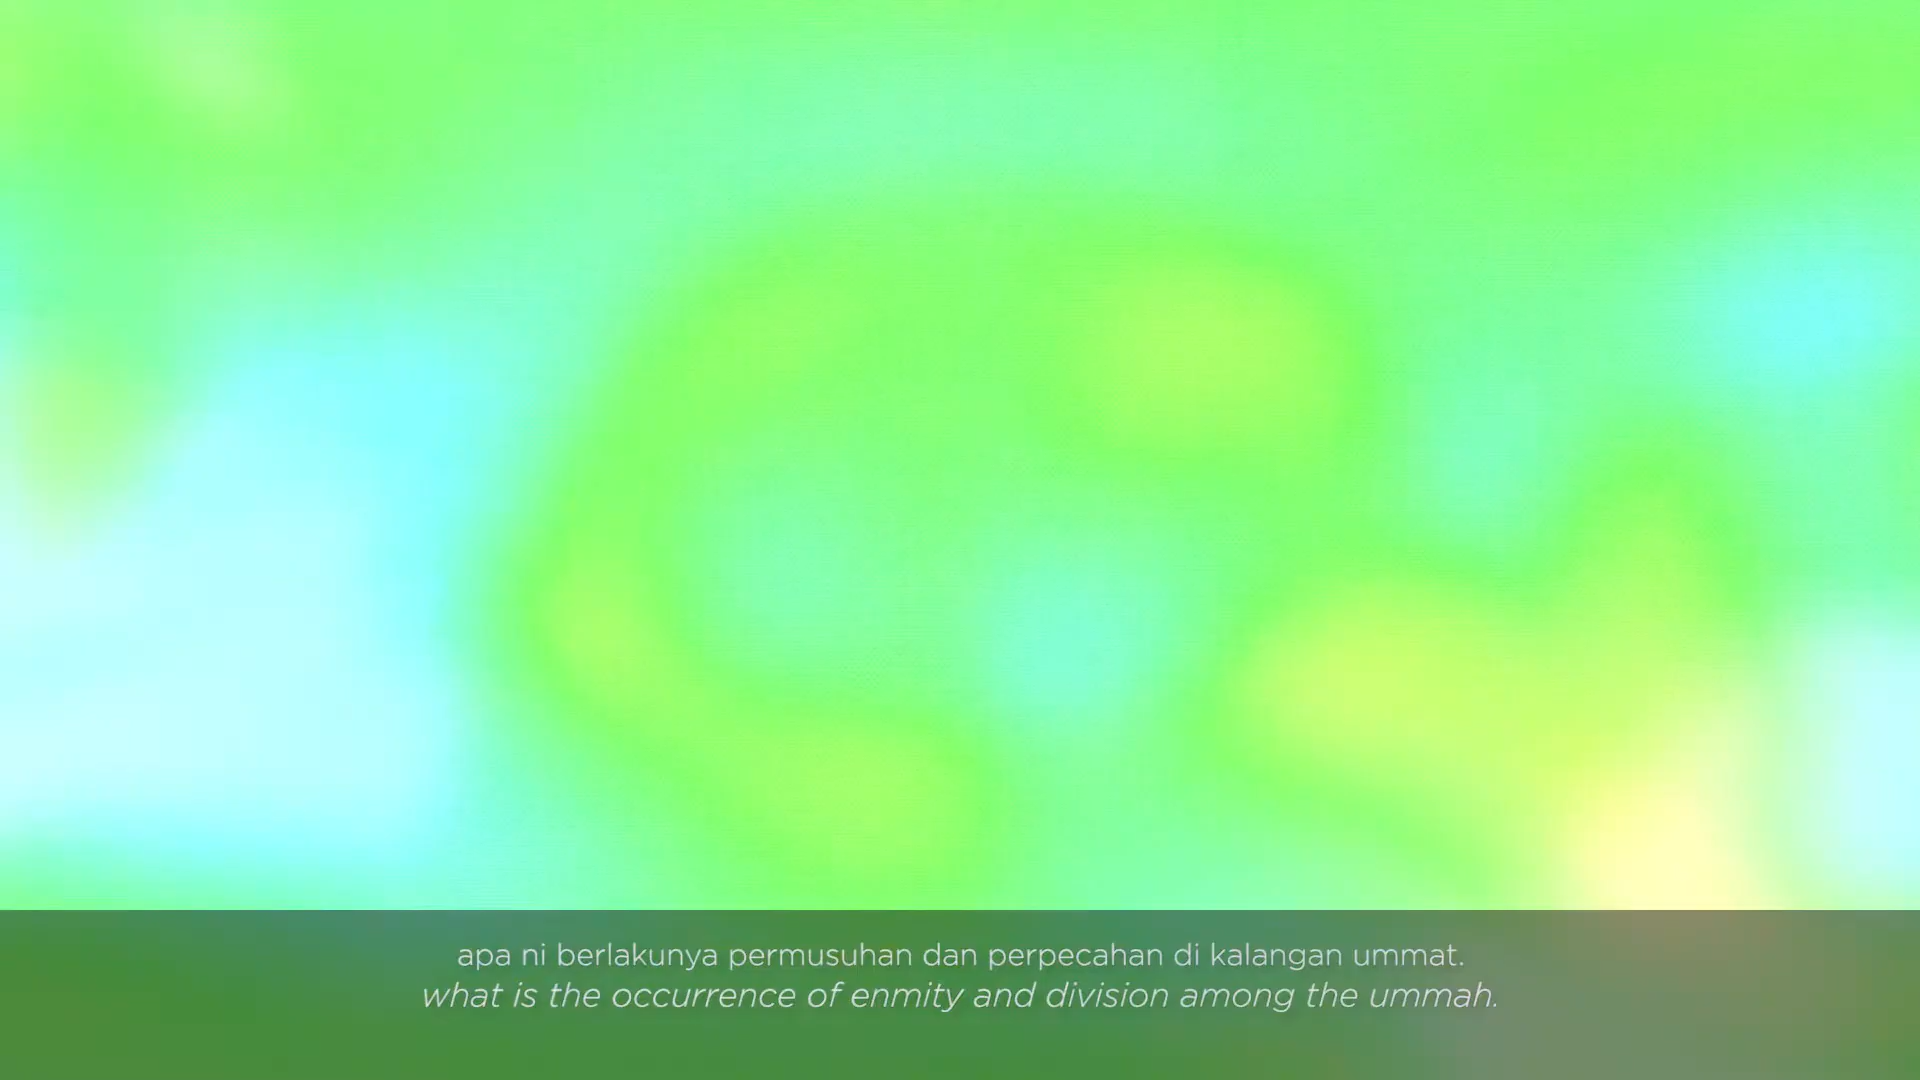 apa ni berlakunya permusuhan dan perpecahan di kalangan ummat.
what is the occurrence of enmity and division among the ummah.